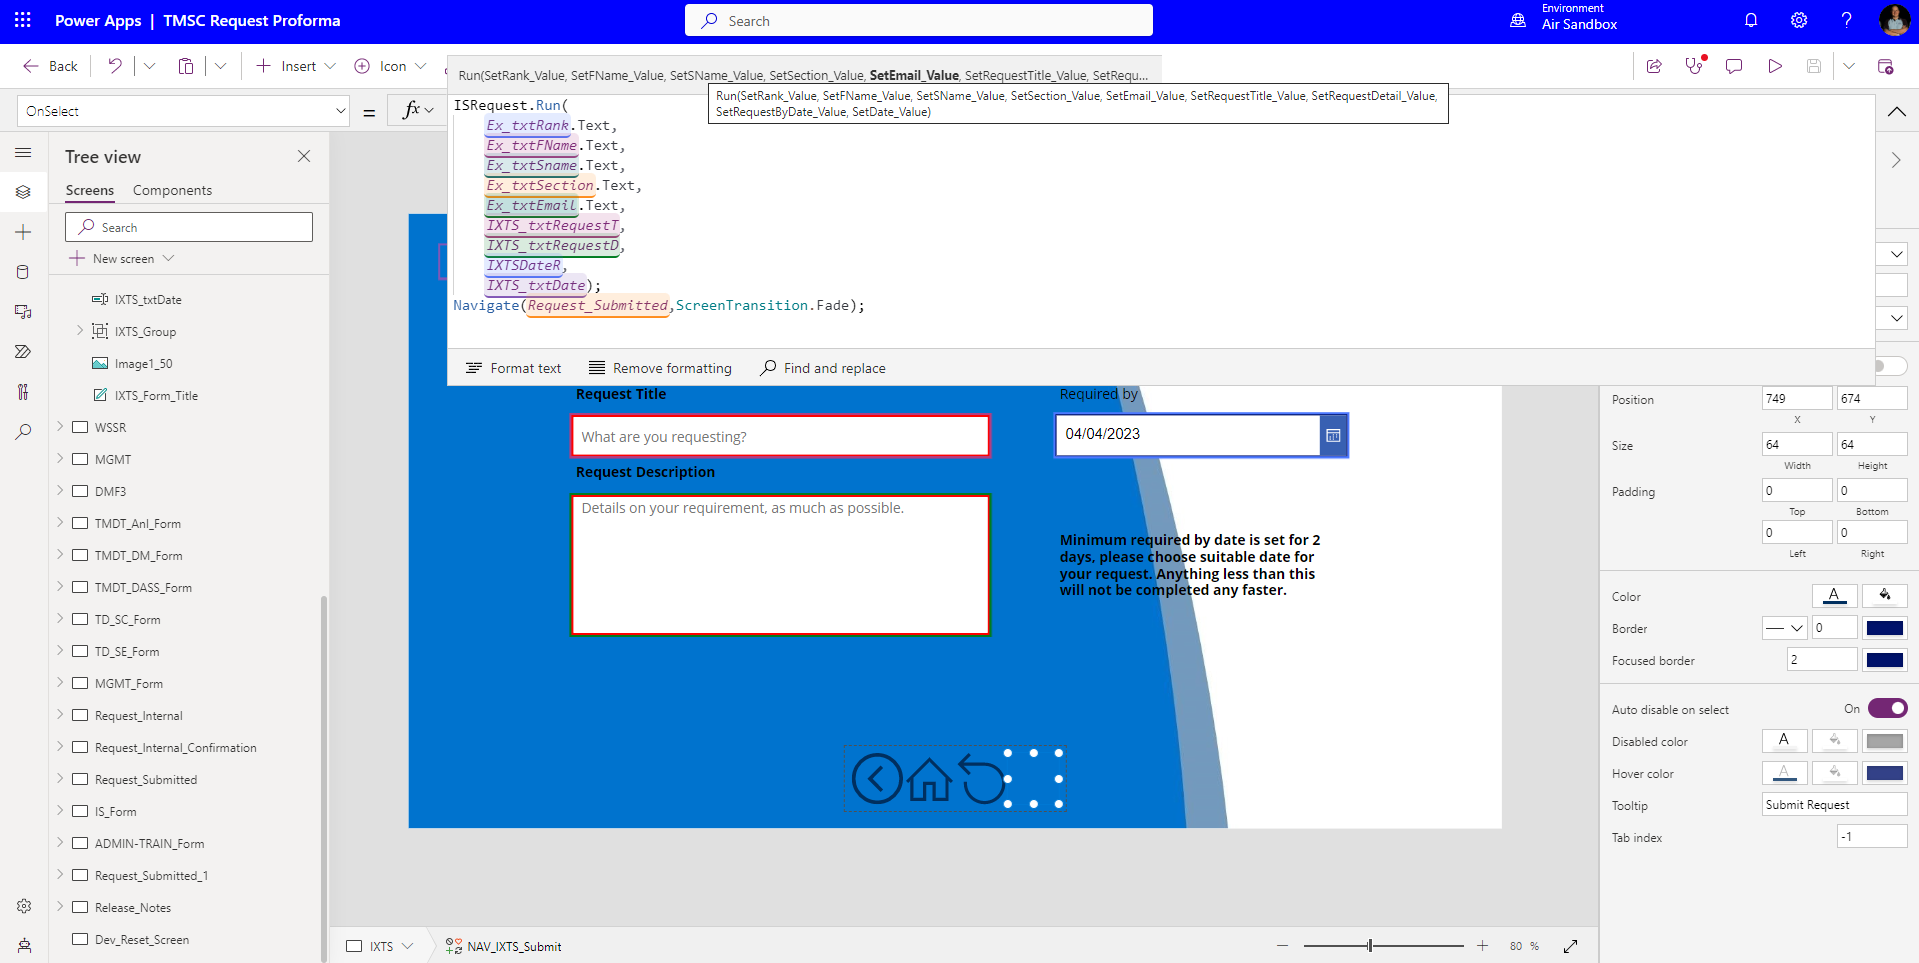 Power Apps | TMSC Request Proforma
Search
Environment
Air Sandbox
Back
Insert
Icon
Run(SetRank_Value, SetFName_Value, SetSName_Value, SetSection_Value, SetEmail_Value, SetRequestTitle_Value, SetRequ...
Run(SetRank_Value, SetFName_Value, SetSName_Value, SetSection_Value, SetEmail_Value, SetRequestTitle_Value, SetRequestDetail_Value,
SetRequestByDate_Value, SetDate_Value)
OnSelect
= fx
ISRequest.Run(
Ex_txtRank.Text,
Ex_txtFName.Text,
Ex_txtSname.Text,
Ex_txtSection.Text,
Ex_txtEmail.Text,
IXTS_txtRequestT,
IXTS_txtRequestD,
IXTSDateR,
IXTS_txtDate);
Navigate(Request_Submitted,ScreenTransition.Fade);
Format text
Remove formatting
Find and replace
Tree view
Screens
Components
Search
New screen
IXTS_txtDate
IXTS_Group
Image1_50
IXTS_Form_Title
WSSR
MGMT
DMF3
TMDT_Anl_Form
TMDT_DM_Form
TMDT_DASS_Form
TD_SC_Form
TD_SE_Form
MGMT_Form
Request_Internal
Request_Internal_Confirmation
Request_Submitted
IS_Form
ADMIN-TRAIN_Form
Request_Submitted_1
Release_Notes
Dev_Reset_Screen
Request Title
What are you requesting?
Request Description
Details on your requirement, as much as possible.
Required by
04/04/2023
Minimum required by date is set for 2
days, please choose suitable date for
your request. Anything less than this
will not be completed any faster.
Position
749
674
X
Y
Size
64
64
Width
Height
Padding
0
0
Top
Bottom
0
0
Left
Right
Color
A
Border
0
Focused border
2
Auto disable on select
On
Disabled color
A
Hover color
A
Tooltip
Submit Request
Tab index
-1
IXTS
NAV_IXTS_Submit
80 %